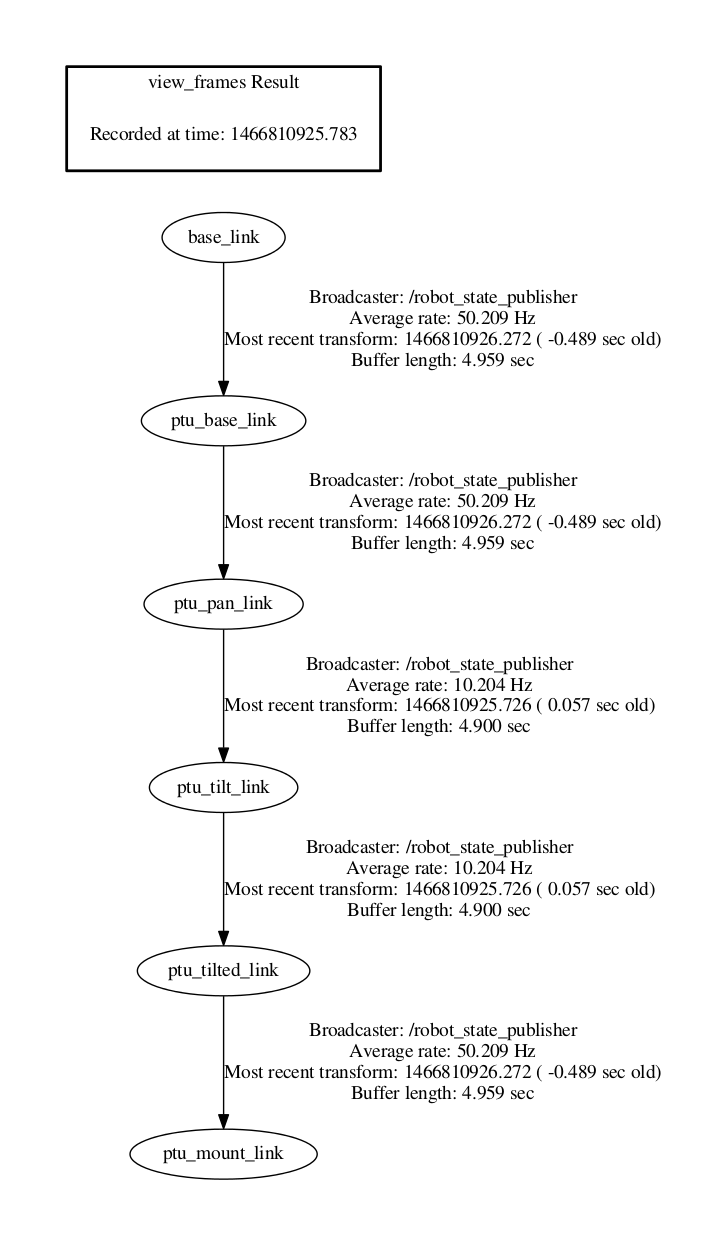 view_frames Result
Recorded at time: 1466810925.783
base_link
Broadcaster: /robot_state_publisher
Average rate: 50.209 Hz
Most recent transform: 1466810926.272 ( -0.489 sec old)
Buffer length: 4.959 sec
ptu_base_link
Broadcaster: /robot_state_publisher
Average rate: 50.209 Hz
Most recent transform: 1466810926.272 ( -0.489 sec old)
Buffer length: 4.959 sec
ptu_pan_link
Broadcaster: /robot_state_publisher
Average rate: 10.204 Hz
Most recent transform: 1466810925.726 ( 0.057 sec old)
Buffer length: 4.900 sec
ptu_tilt_link
Broadcaster: /robot_state_publisher
Average rate: 10.204 Hz
Most recent transform: 1466810925.726 ( 0.057 sec old)
Buffer length: 4.900 sec
ptu_tilted_link
Broadcaster: /robot_state_publisher
Average rate: 50.209 Hz
Most recent transform: 1466810926.272 ( -0.489 sec old)
Buffer length: 4.959 sec
ptu_mount_link